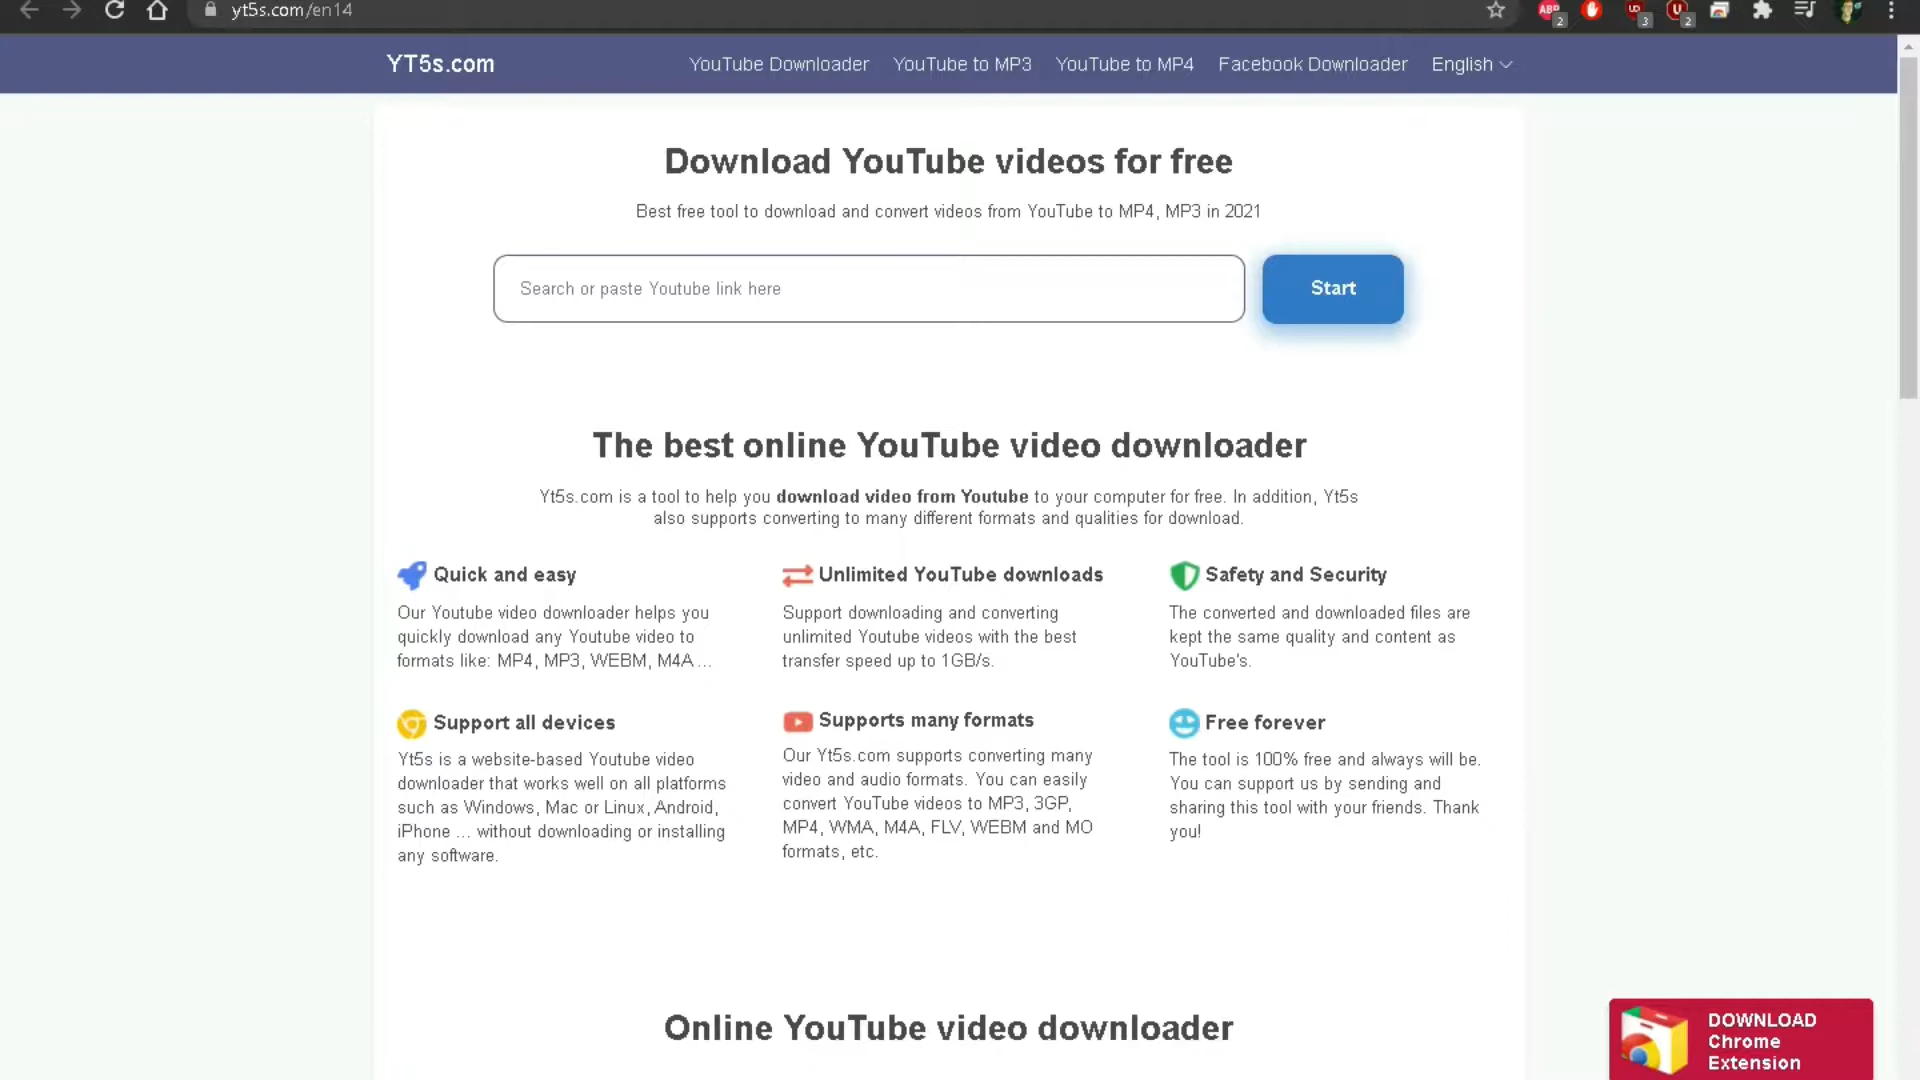 yt5s.com/en14
ABP 2
UD 3
2
YT5s.com
YouTube Downloader YouTube to MP3 YouTube to MP4 Facebook Downloader English
Download YouTube videos for free
Best free tool to download and convert videos from YouTube to MP4, MP3 in 2021
Search or paste Youtube link here
Start
The best online YouTube video downloader
Yt5s.com is a tool to help you download video from Youtube to your computer for free. In addition, Yt5s
also supports converting to many different formats and qualities for download.
Quick and easy
Our Youtube video downloader helps you
quickly download any Youtube video to
formats like: MP4, MP3, WEBM, M4A ...
Unlimited YouTube downloads
Support downloading and converting
unlimited Youtube videos with the best
transfer speed up to 1GB/s.
Safety and Security
The converted and downloaded files are
kept the same quality and content as
YouTube's.
Support all devices
Yt5s is a website-based Youtube video
downloader that works well on all platforms
such as Windows, Mac or Linux, Android,
iPhone ... without downloading or installing
any software.
Supports many formats
Our Yt5s.com supports converting many
video and audio formats. You can easily
convert YouTube videos to MP3, 3GP,
MP4, WMA, M4A, FLV, WEBM and MO
formats, etc.
Free forever
The tool is 100% free and always will be.
You can support us by sending and
sharing this tool with your friends. Thank
you!
Online YouTube video downloader
DOWNLOAD
Chrome
Extension